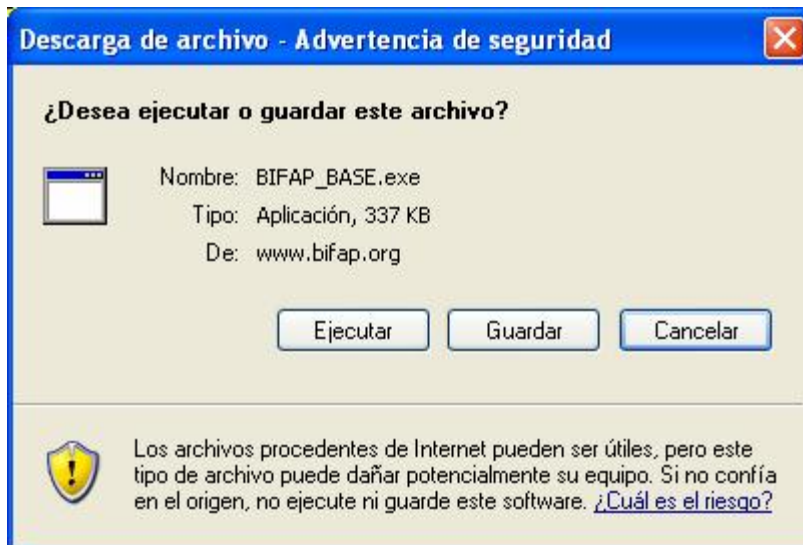 Descarga de archivo - Advertencia de seguridad
¿Desea ejecutar o guardar este archivo?
Nombre: BIFAP_BASE.exe
Tipo: Aplicación, 337 KB
De: www.bifap.org
Ejecutar Guardar Cancelar
Los archivos procedentes de Internet pueden ser útiles, pero este
tipo de archivo puede dañar potencialmente su equipo. Si no confía
en el origen, no ejecute ni guarde este software. ¿Cuál es el riesgo?